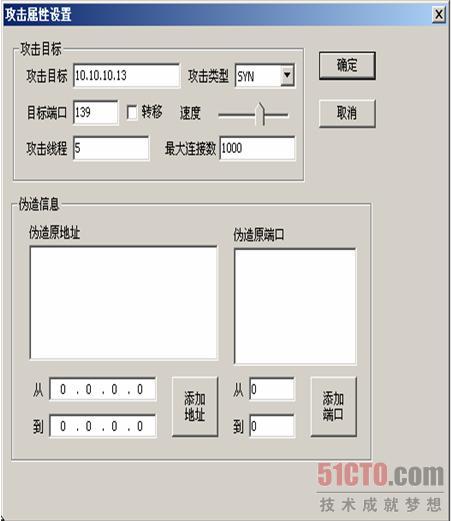 攻击属性设置
攻击目标
攻击目标 10.10.10.13 攻击类型 SYN
确定
目标端口 139 转移 速度
取消
攻击线程 5 最大连接数 1000
伪造信息
伪造原地址 伪造原端口
从 0 . 0 . 0 . 0 添加地址 从 0 添加端口
到 0 . 0 . 0 . 0 到 0
51CTO.com
技术成就梦想